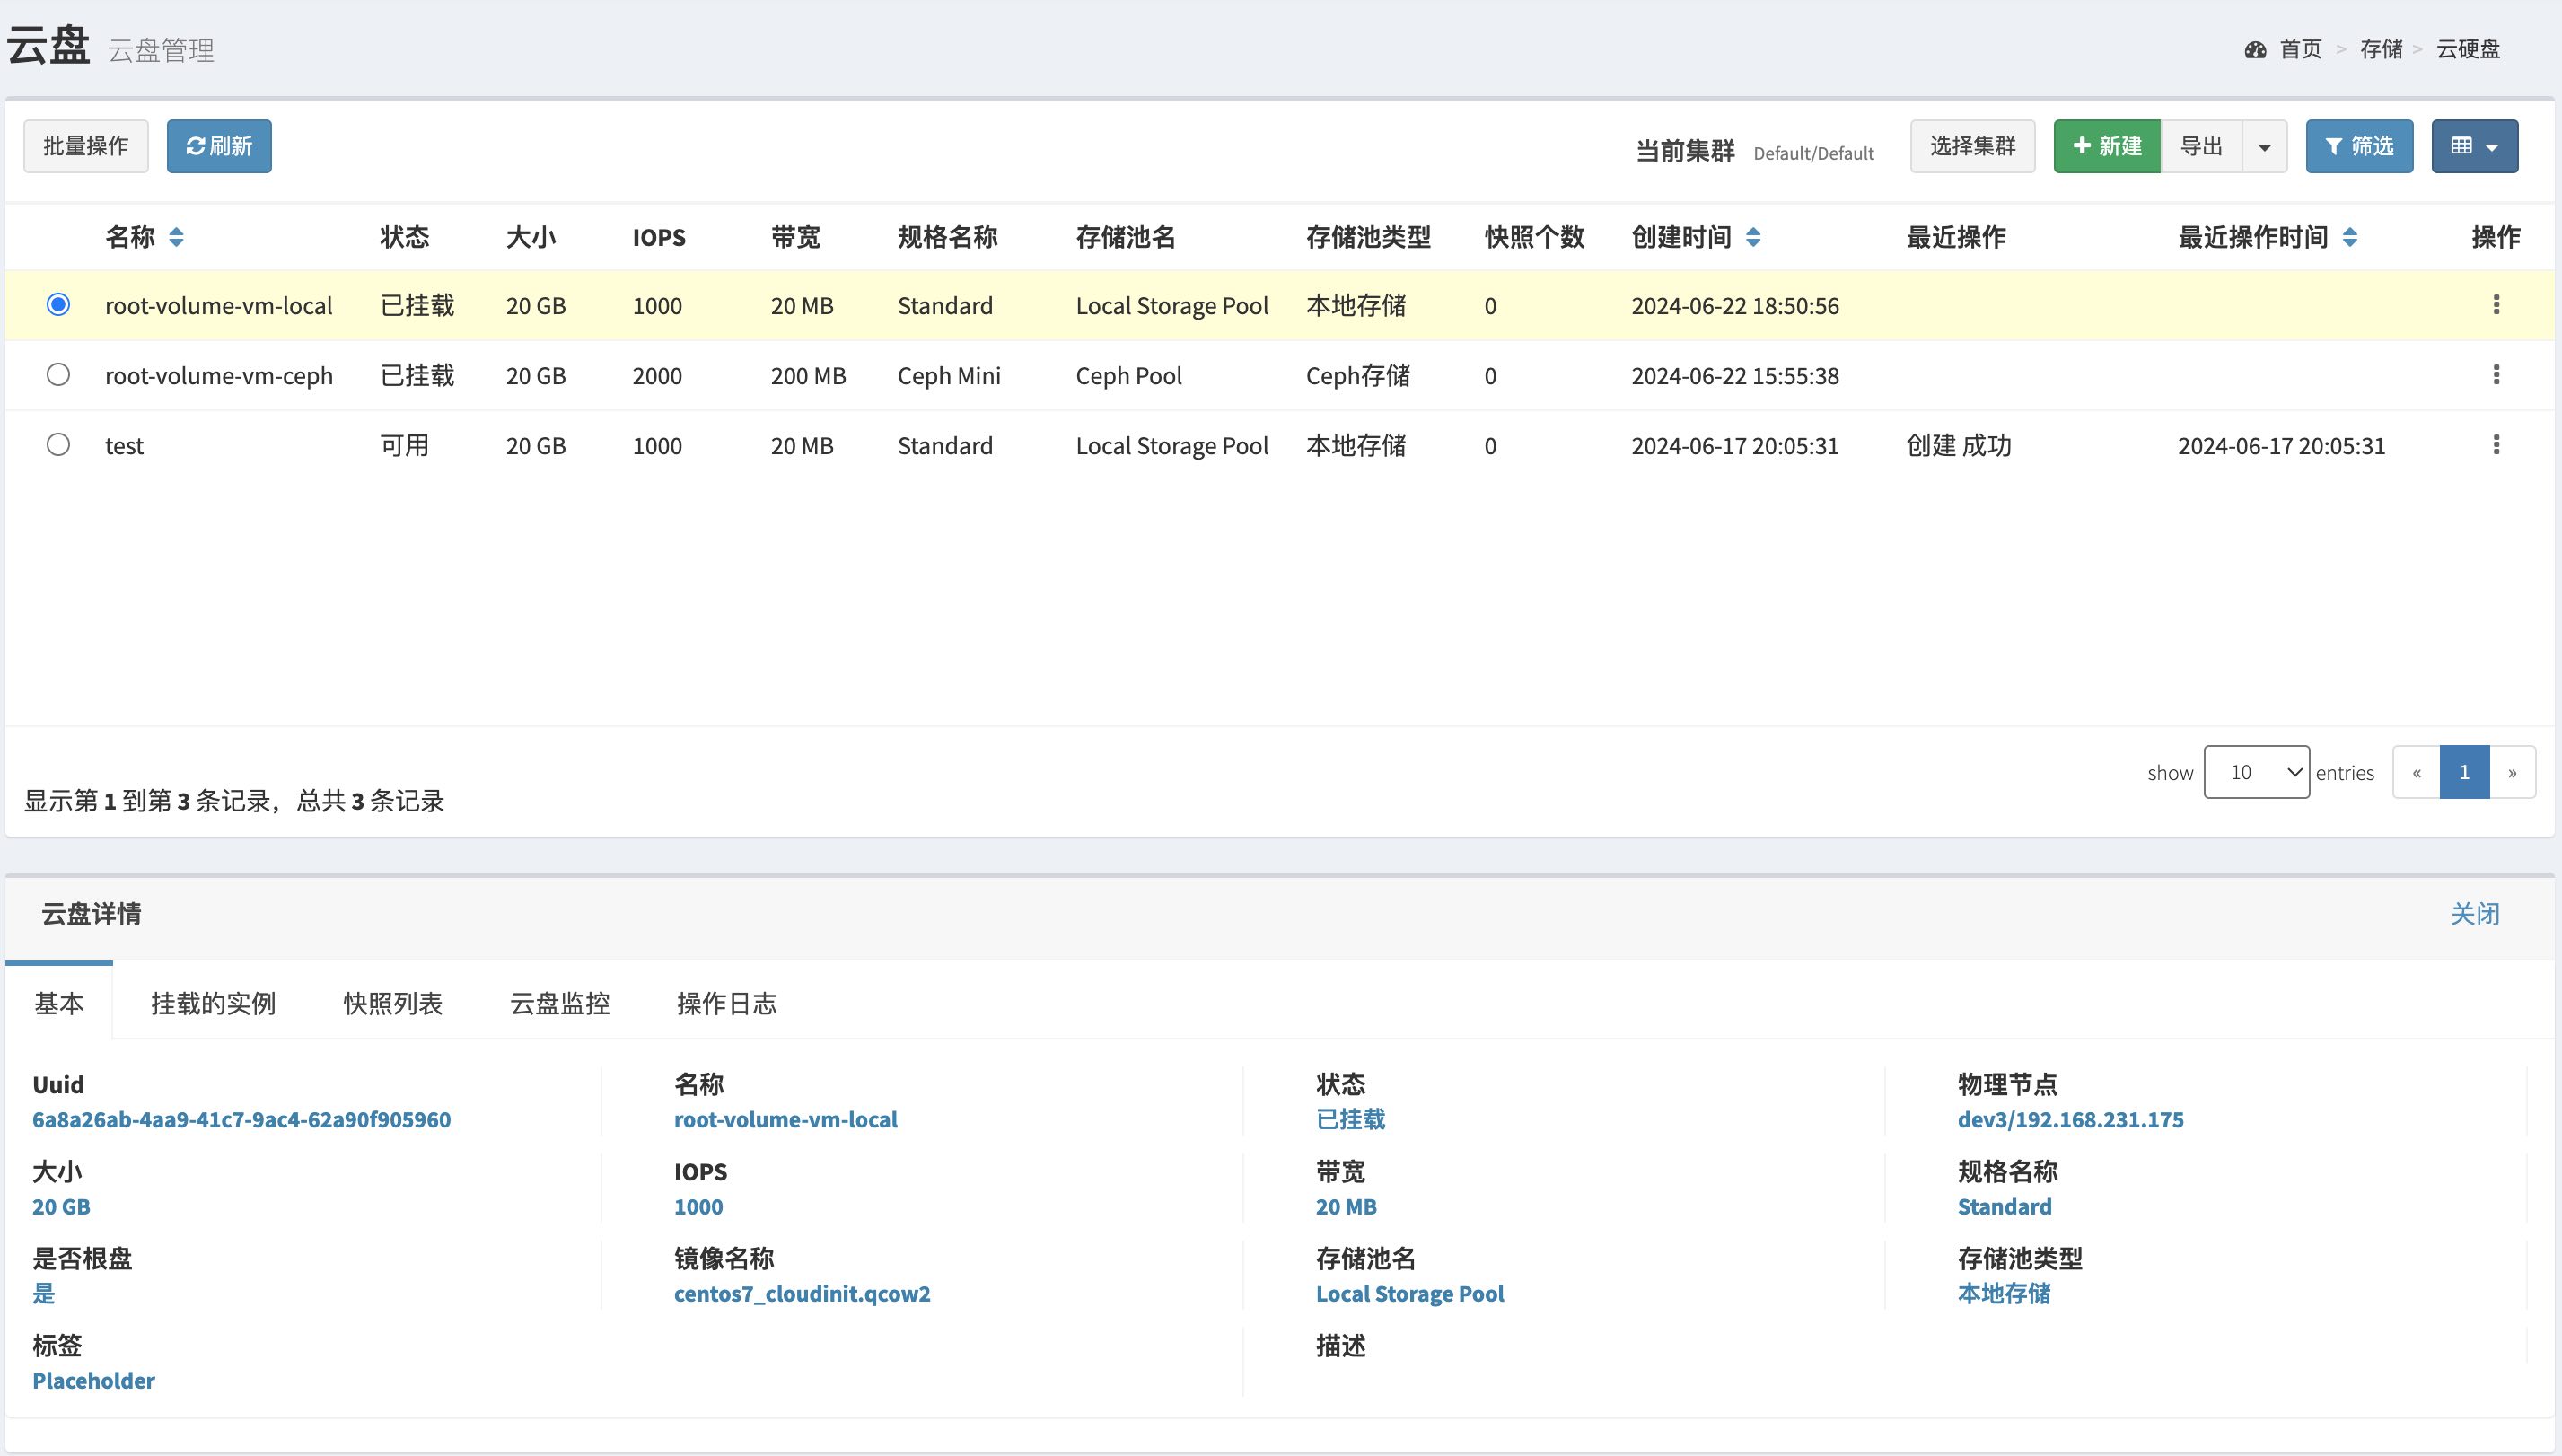 云盘 云盘管理
首页 > 存储 > 云硬盘
批量操作 刷新 当前集群 Default/Default 选择集群 新建 导出 筛选
名称 状态 大小 IOPS 带宽 规格名称 存储池名 存储池类型 快照个数 创建时间 最近操作 最近操作时间 操作
root-volume-vm-local 已挂载 20 GB 1000 20 MB Standard Local Storage Pool 本地存储 0 2024-06-22 18:50:56
root-volume-vm-ceph 已挂载 20 GB 2000 200 MB Ceph Mini Ceph Pool Ceph存储 0 2024-06-22 15:55:38
test 可用 20 GB 1000 20 MB Standard Local Storage Pool 本地存储 0 2024-06-17 20:05:31 创建 成功 2024-06-17 20:05:31
show 10 entries « 1 »
显示第 1 到第 3 条记录，总共 3 条记录
云盘详情 关闭
基本 挂载的实例 快照列表 云盘监控 操作日志
Uuid 名称 状态 物理节点
6a8a26ab-4aa9-41c7-9ac4-62a90f905960 root-volume-vm-local 已挂载 dev3/192.168.231.175
大小 IOPS 带宽 规格名称
20 GB 1000 20 MB Standard
是否根盘 镜像名称 存储池名 存储池类型
是 centos7_cloudinit.qcow2 Local Storage Pool 本地存储
标签 描述
Placeholder